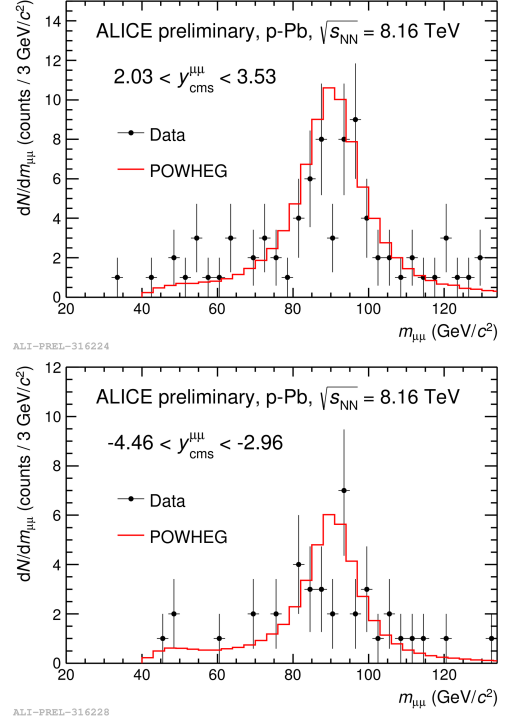 14
12
10
8
6
4
2
0
dN/dmμμ (counts / 3 GeV/c²)
ALICE preliminary, p-Pb, √sNN = 8.16 TeV
2.03 < yμμcms < 3.53
Data
POWHEG
20 40 60 80 100 120
mμμ (GeV/c²)
ALI-PREL-316224
12
10
8
6
4
2
0
dN/dmμμ (counts / 3 GeV/c²)
ALICE preliminary, p-Pb, √sNN = 8.16 TeV
-4.46 < yμμcms < -2.96
Data
POWHEG
20 40 60 80 100 120
mμμ (GeV/c²)
ALI-PREL-316228